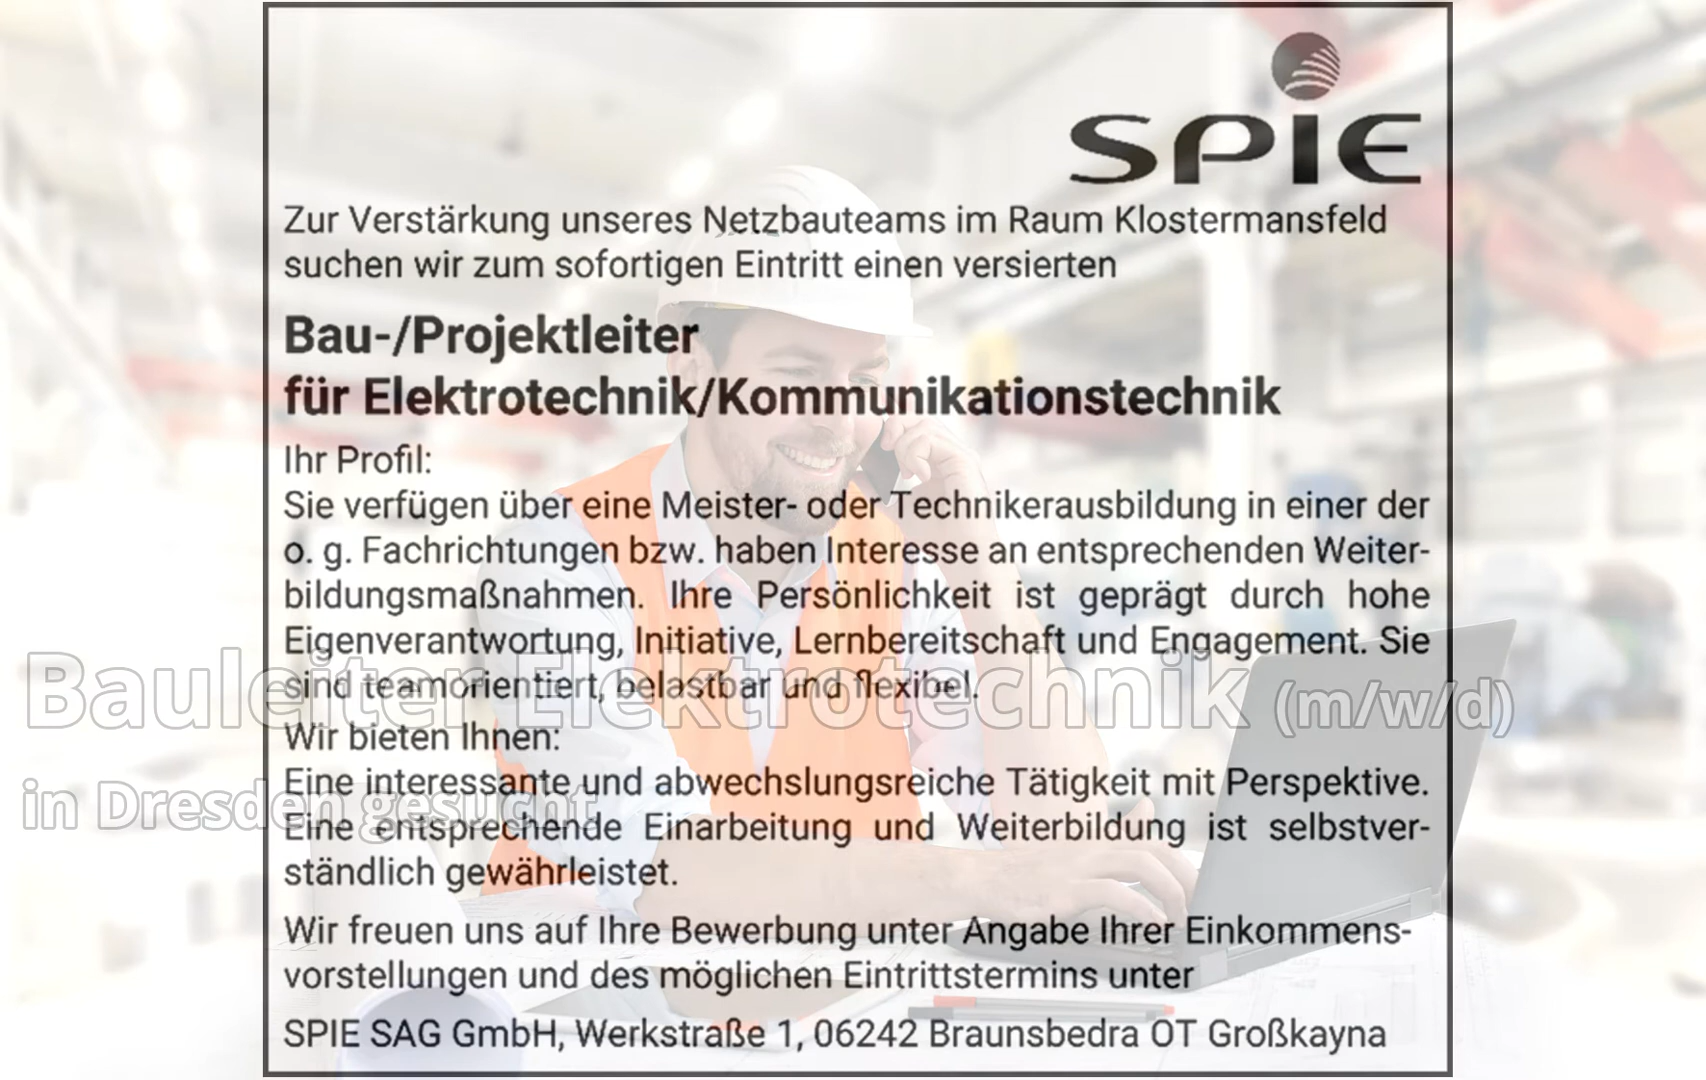 SPIE
Zur Verstärkung unseres Netzbauteams im Raum Klostermansfeld
suchen wir zum sofortigen Eintritt einen versierten
Bau-/Projektleiter
für Elektrotechnik/Kommunikationstechnik
Ihr Profil:
Sie verfügen über eine Meister- oder Technikerausbildung in einer der
o. g. Fachrichtungen bzw. haben Interesse an entsprechenden Weiter-
bildungsmaßnahmen. Ihre Persönlichkeit ist geprägt durch hohe
Eigenverantwortung, Initiative, Lernbereitschaft und Engagement. Sie
sind teamorientiert, belastbar und flexibel.
Bauleiter Elektrotechnik (m/w/d)
Wir bieten Ihnen:
Eine interessante und abwechslungsreiche Tätigkeit mit Perspektive.
in Dresden gesucht
Eine entsprechende Einarbeitung und Weiterbildung ist selbstver-
ständlich gewährleistet.
Wir freuen uns auf Ihre Bewerbung unter Angabe Ihrer Einkommens-
vorstellungen und des möglichen Eintrittstermins unter
SPIE SAG GmbH, Werkstraße 1, 06242 Braunsbedra OT Großkayna